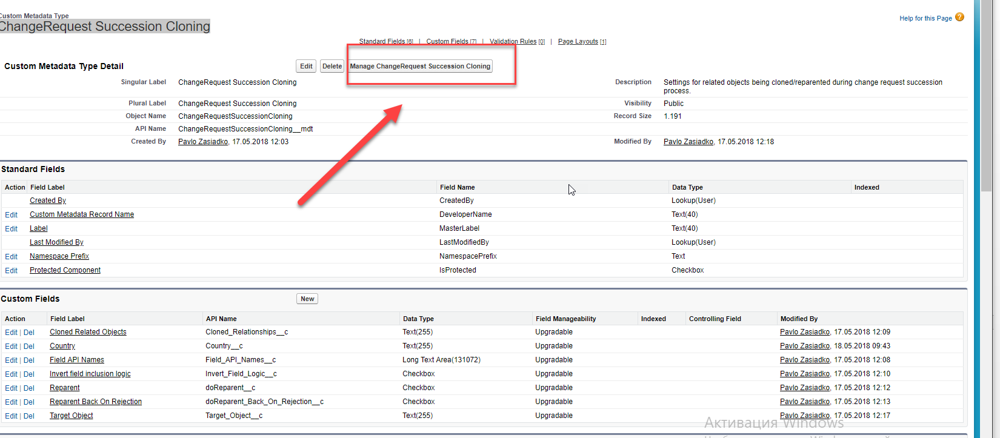 Custom Metadata Type
ChangeRequest Succession Cloning
Help for this Page ?
Standard Fields [6] | Custom Fields [7] | Validation Rules [0] | Page Layouts [1]
Custom Metadata Type Detail Edit Delete Manage ChangeRequest Succession Cloning
Singular Label ChangeRequest Succession Cloning Description Settings for related objects being cloned/reparented during change request succession
process.
Plural Label ChangeRequest Succession Cloning Visibility Public
Object Name ChangeRequestSuccessionCloning Record Size 1.191
API Name ChangeRequestSuccessionCloning__mdt
Created By Pavlo Zasiadko, 17.05.2018 12:03 Modified By Pavlo Zasiadko, 17.05.2018 12:18
Standard Fields
Action Field Label Field Name Data Type Indexed
Created By CreatedBy Lookup(User)
Edit Custom Metadata Record Name DeveloperName Text(40)
Edit Label MasterLabel Text(40)
Last Modified By LastModifiedBy Lookup(User)
Edit Namespace Prefix NamespacePrefix Text
Edit Protected Component IsProtected Checkbox
Custom Fields New
Action Field Label API Name Data Type Field Manageability Indexed Controlling Field Modified By
Edit | Del Cloned Related Objects Cloned_Relationships__c Text(255) Upgradable Pavlo Zasiadko, 17.05.2018 12:09
Edit | Del Country Country__c Text(255) Upgradable Pavlo Zasiadko, 18.05.2018 09:43
Edit | Del Field API Names Field_API_Names__c Long Text Area(131072) Upgradable Pavlo Zasiadko, 17.05.2018 12:08
Edit | Del Invert field inclusion logic Invert_Field_Logic__c Checkbox Upgradable Pavlo Zasiadko, 17.05.2018 12:10
Edit | Del Reparent doReparent__c Checkbox Upgradable Pavlo Zasiadko, 17.05.2018 12:12
Edit | Del Reparent Back On Rejection doReparent_Back_On_Rejection__c Checkbox Upgradable Pavlo Zasiadko, 17.05.2018 12:13
Edit | Del Target Object Target_Object__c Text(255) Upgradable Pavlo Zasiadko, 17.05.2018 12:17
Активация Windows